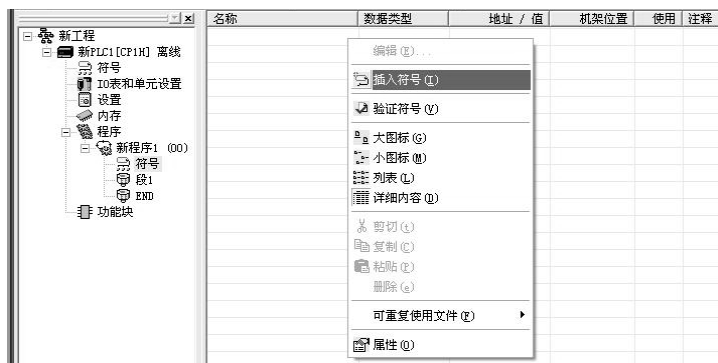 名称 数据类型 地址 / 值 机架位置 使用 注释
新工程
新PLC1[CP1H] 离线
符号
IO表和单元设置
设置
内存
程序
新程序1 (00)
符号
段1
END
功能块
编辑(E)...
插入符号(I)
验证符号(V)
大图标(G)
小图标(M)
列表(L)
详细内容(D)
剪切(t)
复制(C)
粘贴(P)
删除(e)
可重复使用文件(F)
属性(O)